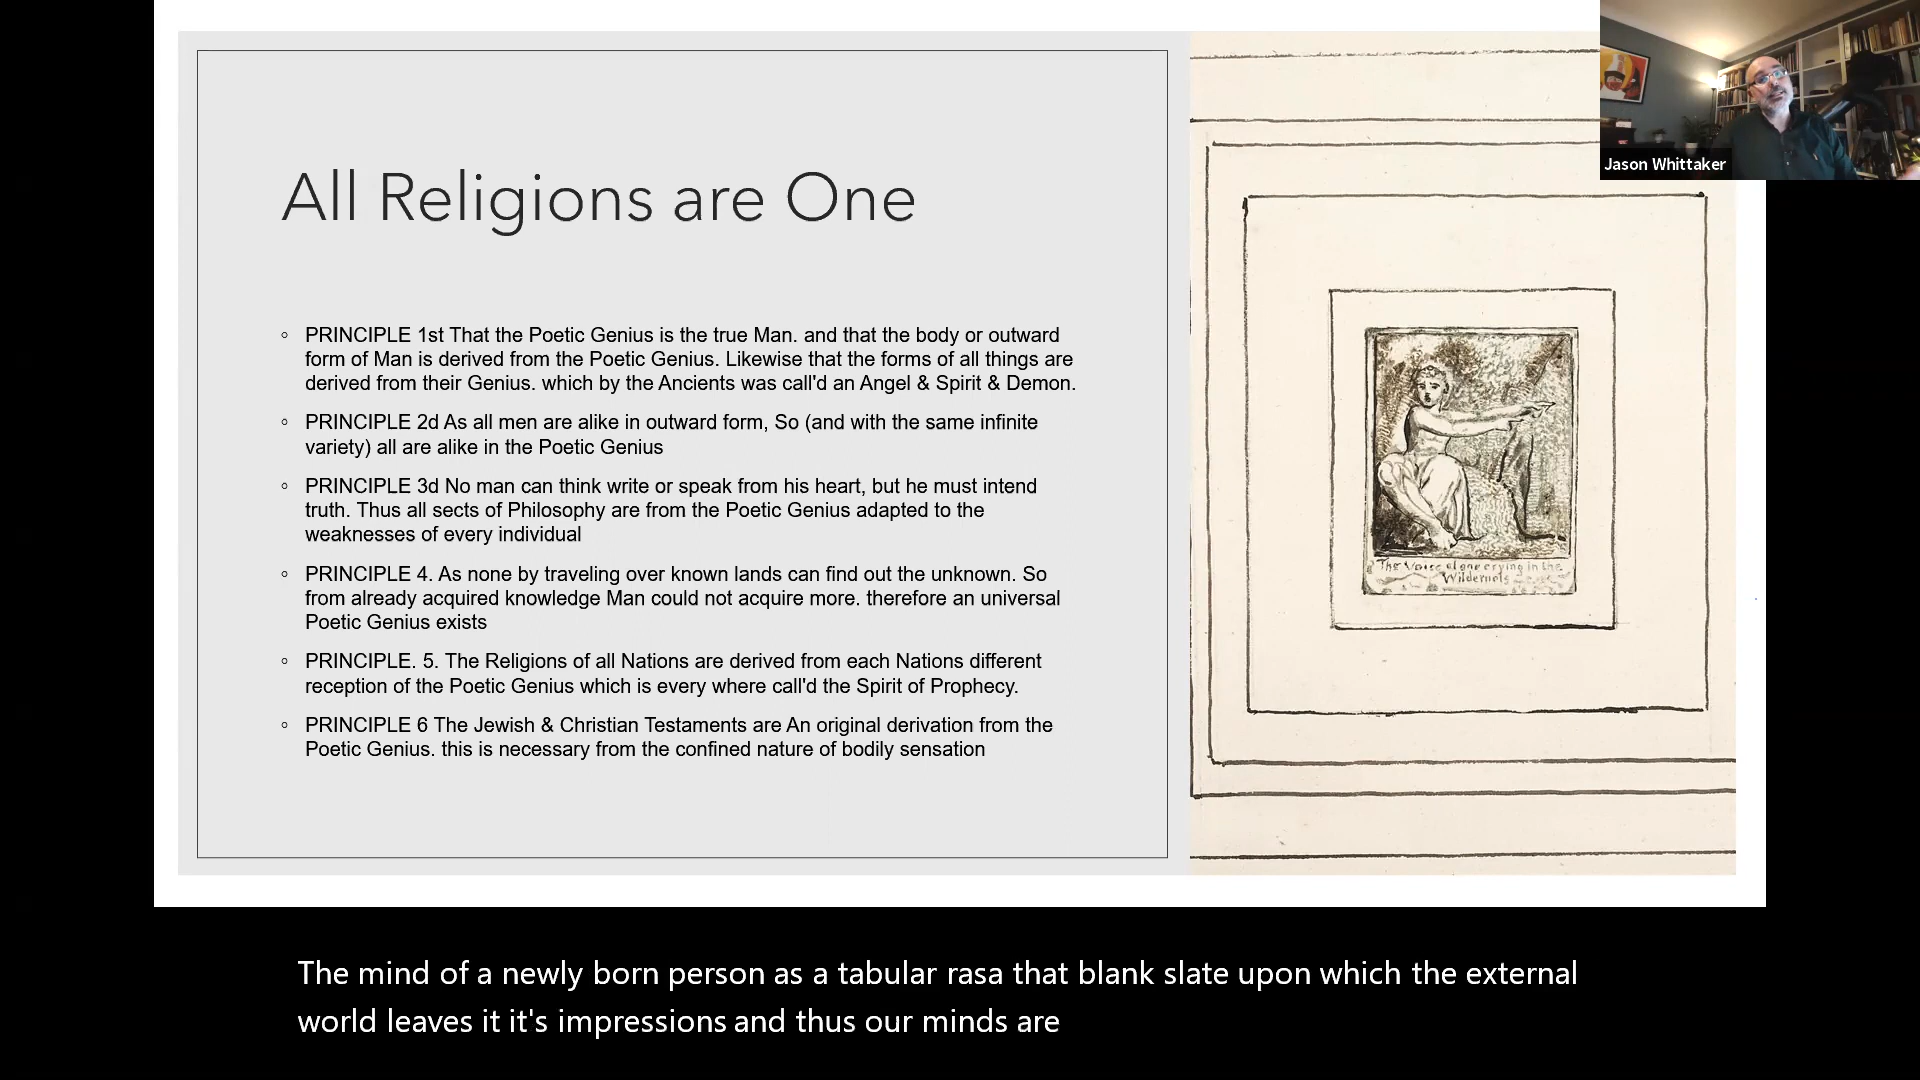 Jason Whittaker
All Religions are One
PRINCIPLE 1st That the Poetic Genius is the true Man. and that the body or outward
form of Man is derived from the Poetic Genius. Likewise that the forms of all things are
derived from their Genius. which by the Ancients was call'd an Angel & Spirit & Demon.
PRINCIPLE 2d As all men are alike in outward form, So (and with the same infinite
variety) all are alike in the Poetic Genius
PRINCIPLE 3d No man can think write or speak from his heart, but he must intend
truth. Thus all sects of Philosophy are from the Poetic Genius adapted to the
weaknesses of every individual
PRINCIPLE 4. As none by traveling over known lands can find out the unknown. So
from already acquired knowledge Man could not acquire more. therefore an universal
Poetic Genius exists
PRINCIPLE. 5. The Religions of all Nations are derived from each Nations different
reception of the Poetic Genius which is every where call'd the Spirit of Prophecy.
PRINCIPLE 6 The Jewish & Christian Testaments are An original derivation from the
Poetic Genius. this is necessary from the confined nature of bodily sensation
The Voice of one crying in the
Wilderness
The mind of a newly born person as a tabular rasa that blank slate upon which the external
world leaves it it's impressions and thus our minds are